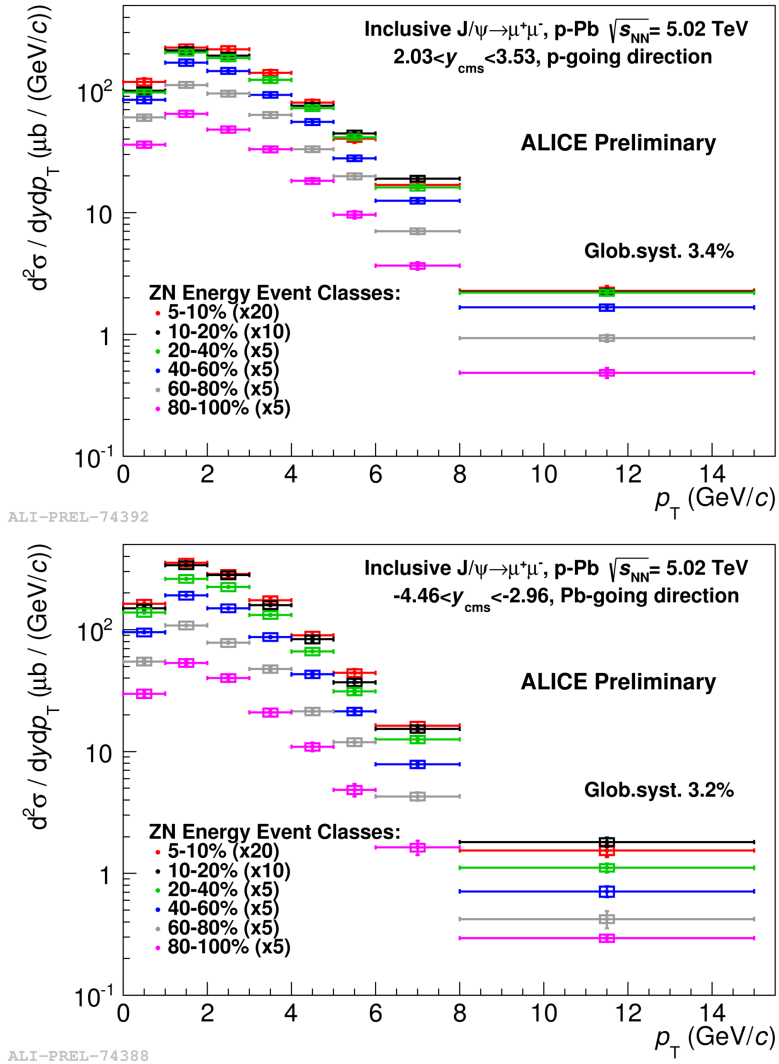 Inclusive J/ψ→μ⁺μ⁻, p-Pb √sNN = 5.02 TeV
2.03<ycms<3.53, p-going direction
ALICE Preliminary
Glob.syst. 3.4%
d²σ / dydpT (μb / (GeV/c))
10²
10
1
10⁻¹
ZN Energy Event Classes:
5-10% (x20)
10-20% (x10)
20-40% (x5)
40-60% (x5)
60-80% (x5)
80-100% (x5)
0 2 4 6 8 10 12 14
pT (GeV/c)
ALI-PREL-74392
Inclusive J/ψ→μ⁺μ⁻, p-Pb √sNN = 5.02 TeV
-4.46<ycms<-2.96, Pb-going direction
ALICE Preliminary
Glob.syst. 3.2%
d²σ / dydpT (μb / (GeV/c))
10²
10
1
10⁻¹
ZN Energy Event Classes:
5-10% (x20)
10-20% (x10)
20-40% (x5)
40-60% (x5)
60-80% (x5)
80-100% (x5)
0 2 4 6 8 10 12 14
pT (GeV/c)
ALI-PREL-74388